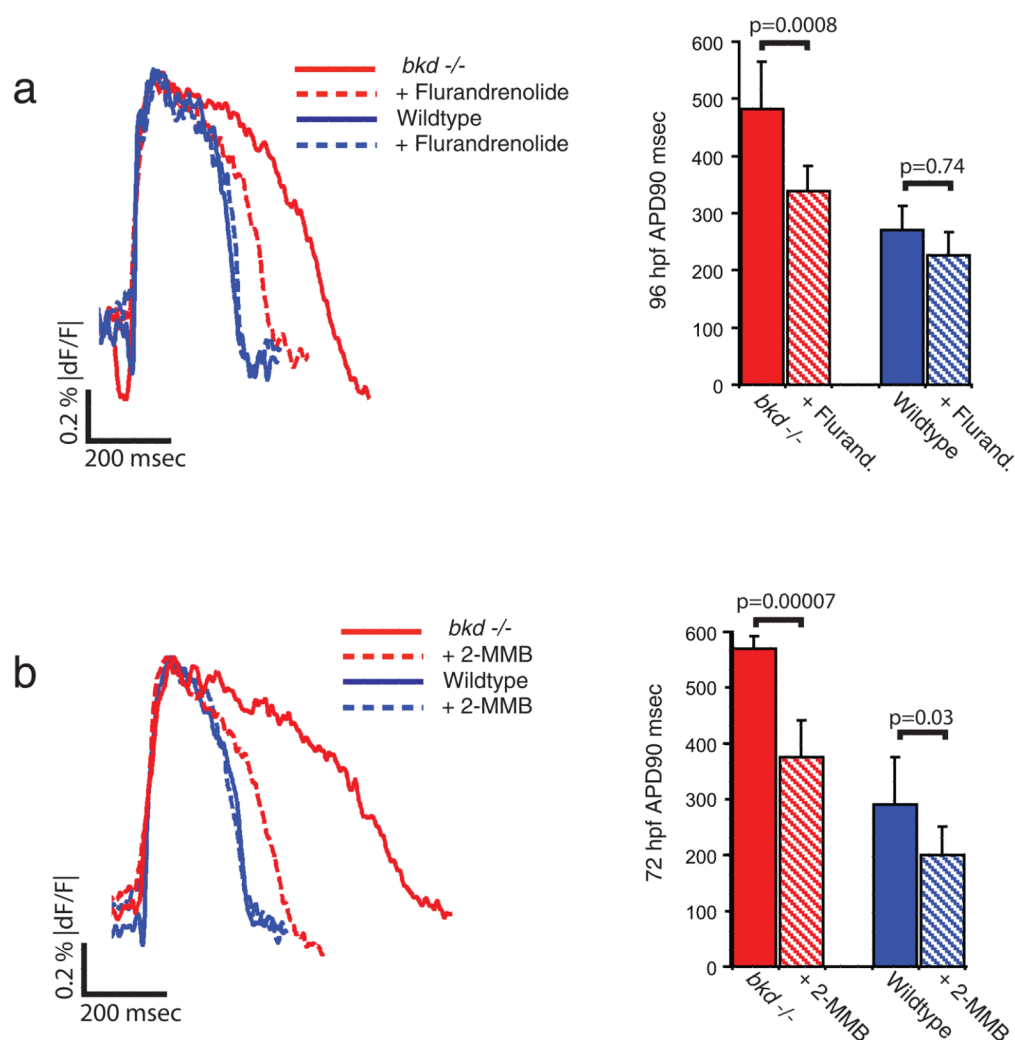 a
bkd -/-
+ Flurandrenolide
Wildtype
+ Flurandrenolide
0.2 % |dF/F|
200 msec
p=0.0008
p=0.74
96 hpf APD90 msec
600
500
400
300
200
100
0
bkd -/-
+ Flurand.
Wildtype
+ Flurand.
b
bkd -/-
+ 2-MMB
Wildtype
+ 2-MMB
0.2 % |dF/F|
200 msec
p=0.00007
p=0.03
72 hpf APD90 msec
600
500
400
300
200
100
0
bkd -/-
+ 2-MMB
Wildtype
+ 2-MMB